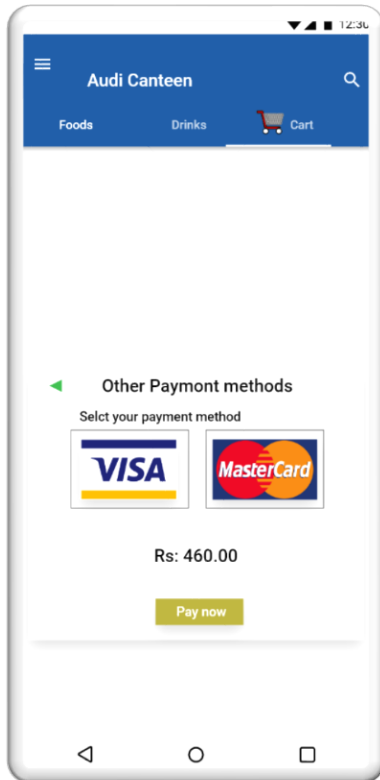 12:30
Audi Canteen
Foods Drinks Cart
Other Paymont methods
Selct your payment method
VISA MasterCard
Rs: 460.00
Pay now